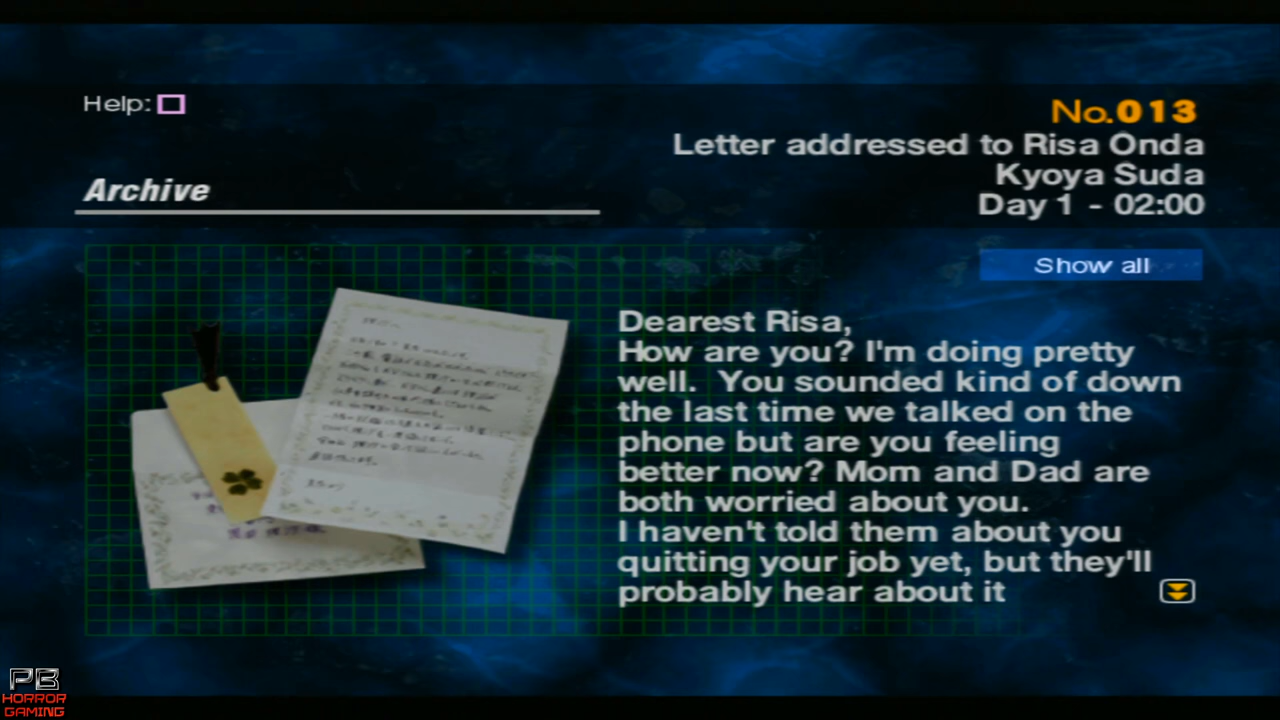 Help:
No.013
Letter addressed to Risa Onda
Kyoya Suda
Day 1 - 02:00
Archive
Show all
Dearest Risa,
How are you? I'm doing pretty
well.  You sounded kind of down
the last time we talked on the
phone but are you feeling
better now? Mom and Dad are
both worried about you.
I haven't told them about you
quitting your job yet, but they'll
probably hear about it
PB
HORROR
GAMING